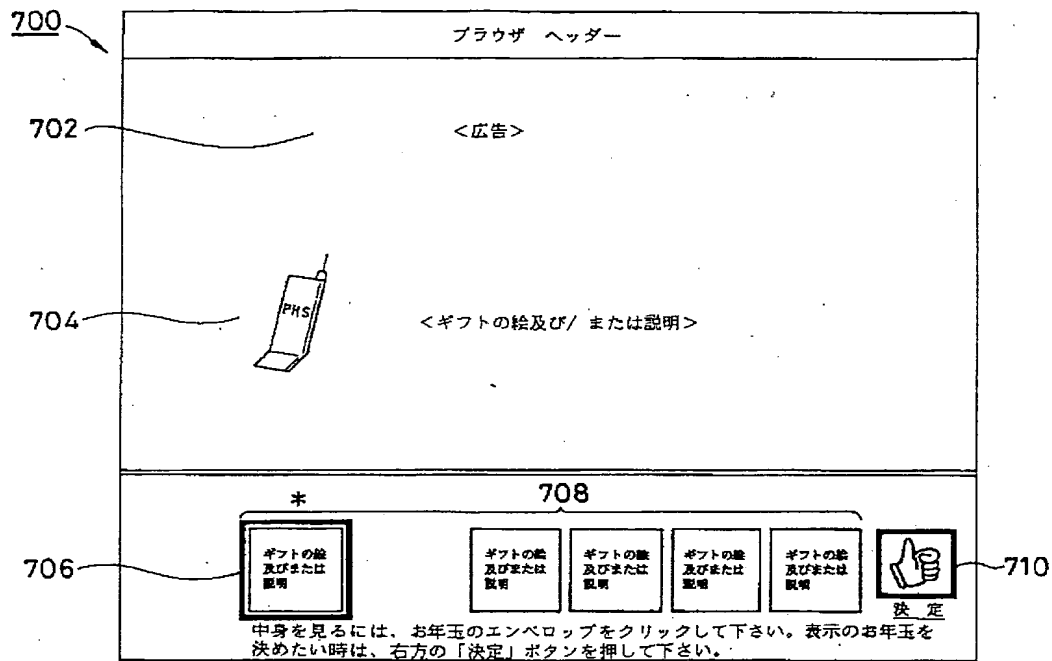 700
ブラウザ ヘッダー
702
<広告>
PHS
704
<ギフトの絵及び/ または説明>
*
708
706
ギフトの絵
及びまたは
説明
ギフトの絵
及びまたは
説明
ギフトの絵
及びまたは
説明
ギフトの絵
及びまたは
説明
ギフトの絵
及びまたは
説明
710
決 定
中身を見るには、お年玉のエンベロップをクリックして下さい。表示のお年玉を
決めたい時は、右方の「決定」ボタンを押して下さい。